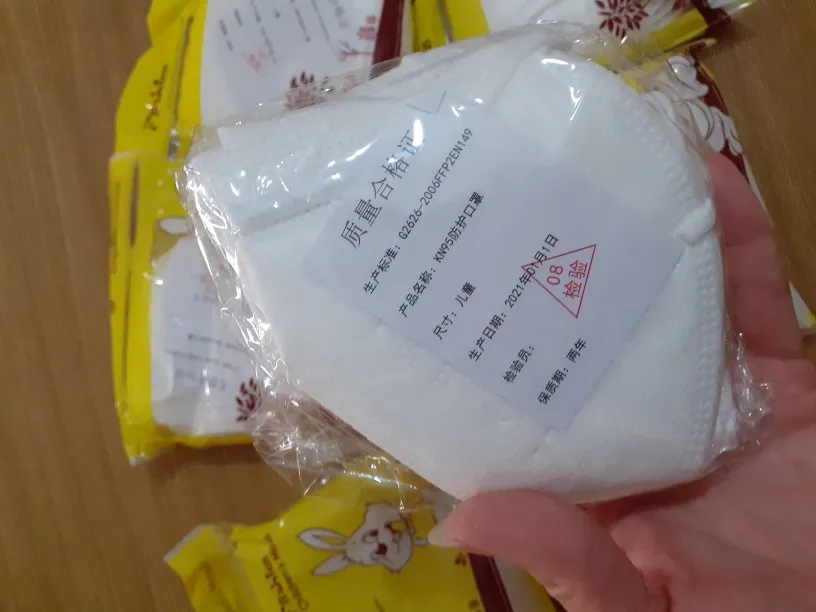 质量合格证
生产标准: G2626-2006FFP2EN149
产品名称: KN95防护口罩
尺寸: 儿童
生产日期: 2021年01月1日
检验员:
08
检验
保质期: 两年